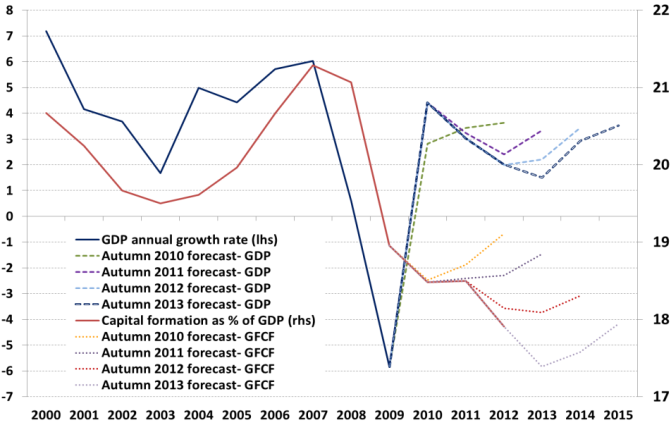 8
7
6
5
4
3
2
1
0
-1
-2
-3
-4
-5
-6
-7
22
21
20
19
18
17
GDP annual growth rate (lhs)
Autumn 2010 forecast- GDP
Autumn 2011 forecast- GDP
Autumn 2012 forecast- GDP
Autumn 2013 forecast- GDP
Capital formation as % of GDP (rhs)
Autumn 2010 forecast- GFCF
Autumn 2011 forecast- GFCF
Autumn 2012 forecast- GFCF
Autumn 2013 forecast- GFCF
2000 2001 2002 2003 2004 2005 2006 2007 2008 2009 2010 2011 2012 2013 2014 2015